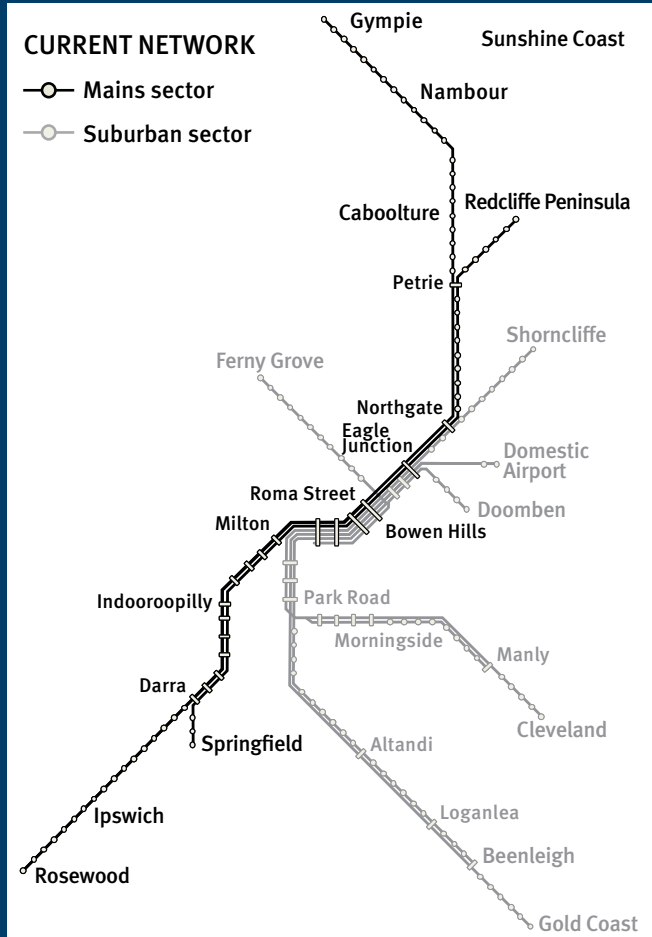 Gympie
CURRENT NETWORK
Sunshine Coast
Mains sector
Nambour
Suburban sector
Redcliffe Peninsula
Caboolture
Petrie
Shorncliffe
Ferny Grove
Northgate
Eagle
Junction
Domestic
Airport
Roma Street
Doomben
Milton
Bowen Hills
Indooroopilly
Park Road
Morningside
Manly
Darra
Cleveland
Springfield
Altandi
Ipswich
Loganlea
Beenleigh
Rosewood
Gold Coast